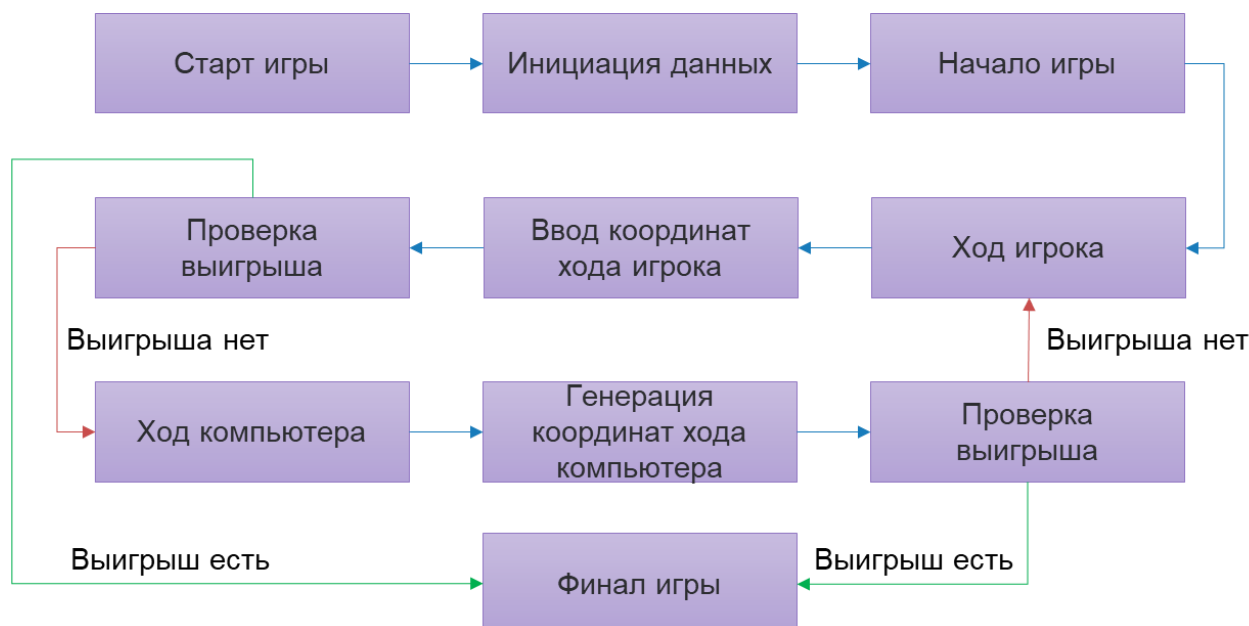 Старт игры
Инициация данных
Начало игры
Проверка
выигрыша
Ввод координат
хода игрока
Ход игрока
Выигрыша нет
Выигрыша нет
Ход компьютера
Генерация
координат хода
компьютера
Проверка
выигрыша
Выигрыш есть
Финал игры
Выигрыш есть